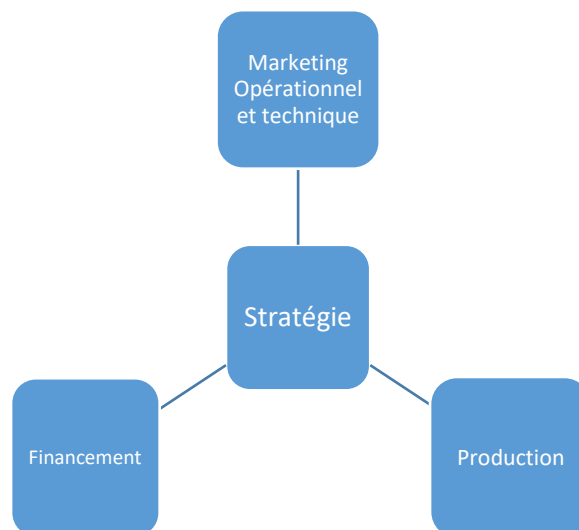 Marketing
Opérationnel
et technique
Stratégie
Financement
Production